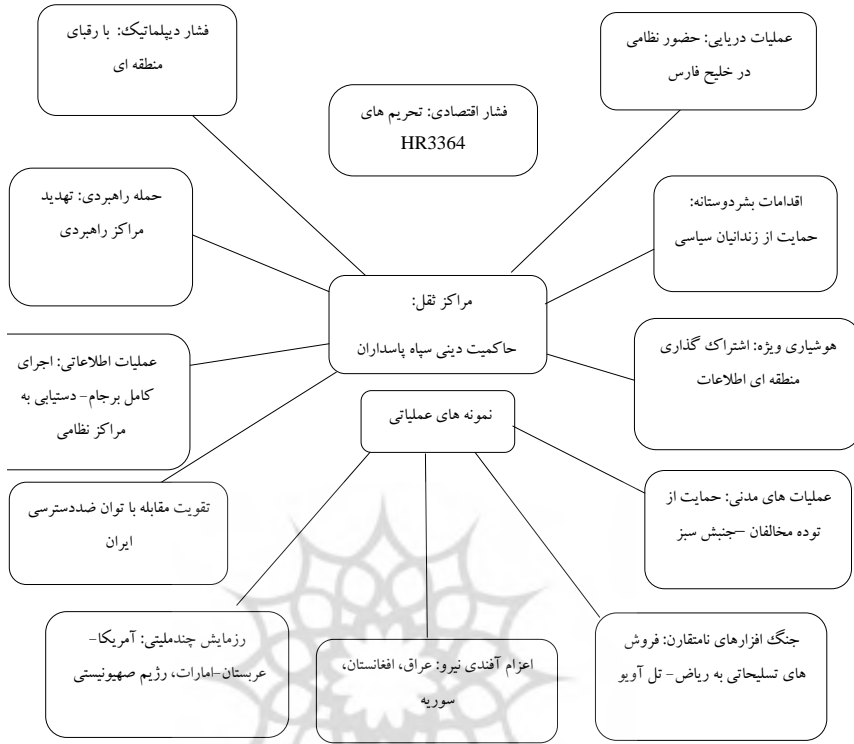 عملیات دریایی: حضور نظامی
در خلیج فارس
فشار دیپلماتیک: با رقبای
منطقه ای
فشار اقتصادی: تحریم های
HR3364
اقدامات بشردوستانه:
حمایت از زندانیان سیاسی
حمله راهبردی: تهدید
مراکز راهبردی
مراکز ثقل:
حاکمیت دینی سپاه پاسداران
هوشیاری ویژه: اشتراک گذاری
منطقه ای اطلاعات
عملیات اطلاعاتی: اجرای
کامل برجام- دستیابی به
مراکز نظامی
نمونه های عملیاتی
عملیات های مدنی: حمایت از
توده مخالفان –جنبش سبز
تقویت مقابله با توان ضددسترسی
ایران
جنگ افزارهای نامتقارن: فروش
های تسلیحاتی به ریاض- تل آویو
اعزام آفندی نیرو: عراق، افغانستان،
سوریه
رزمایش چندملیتی: آمریکا-
عربستان-امارات، رژیم صهیونیستی